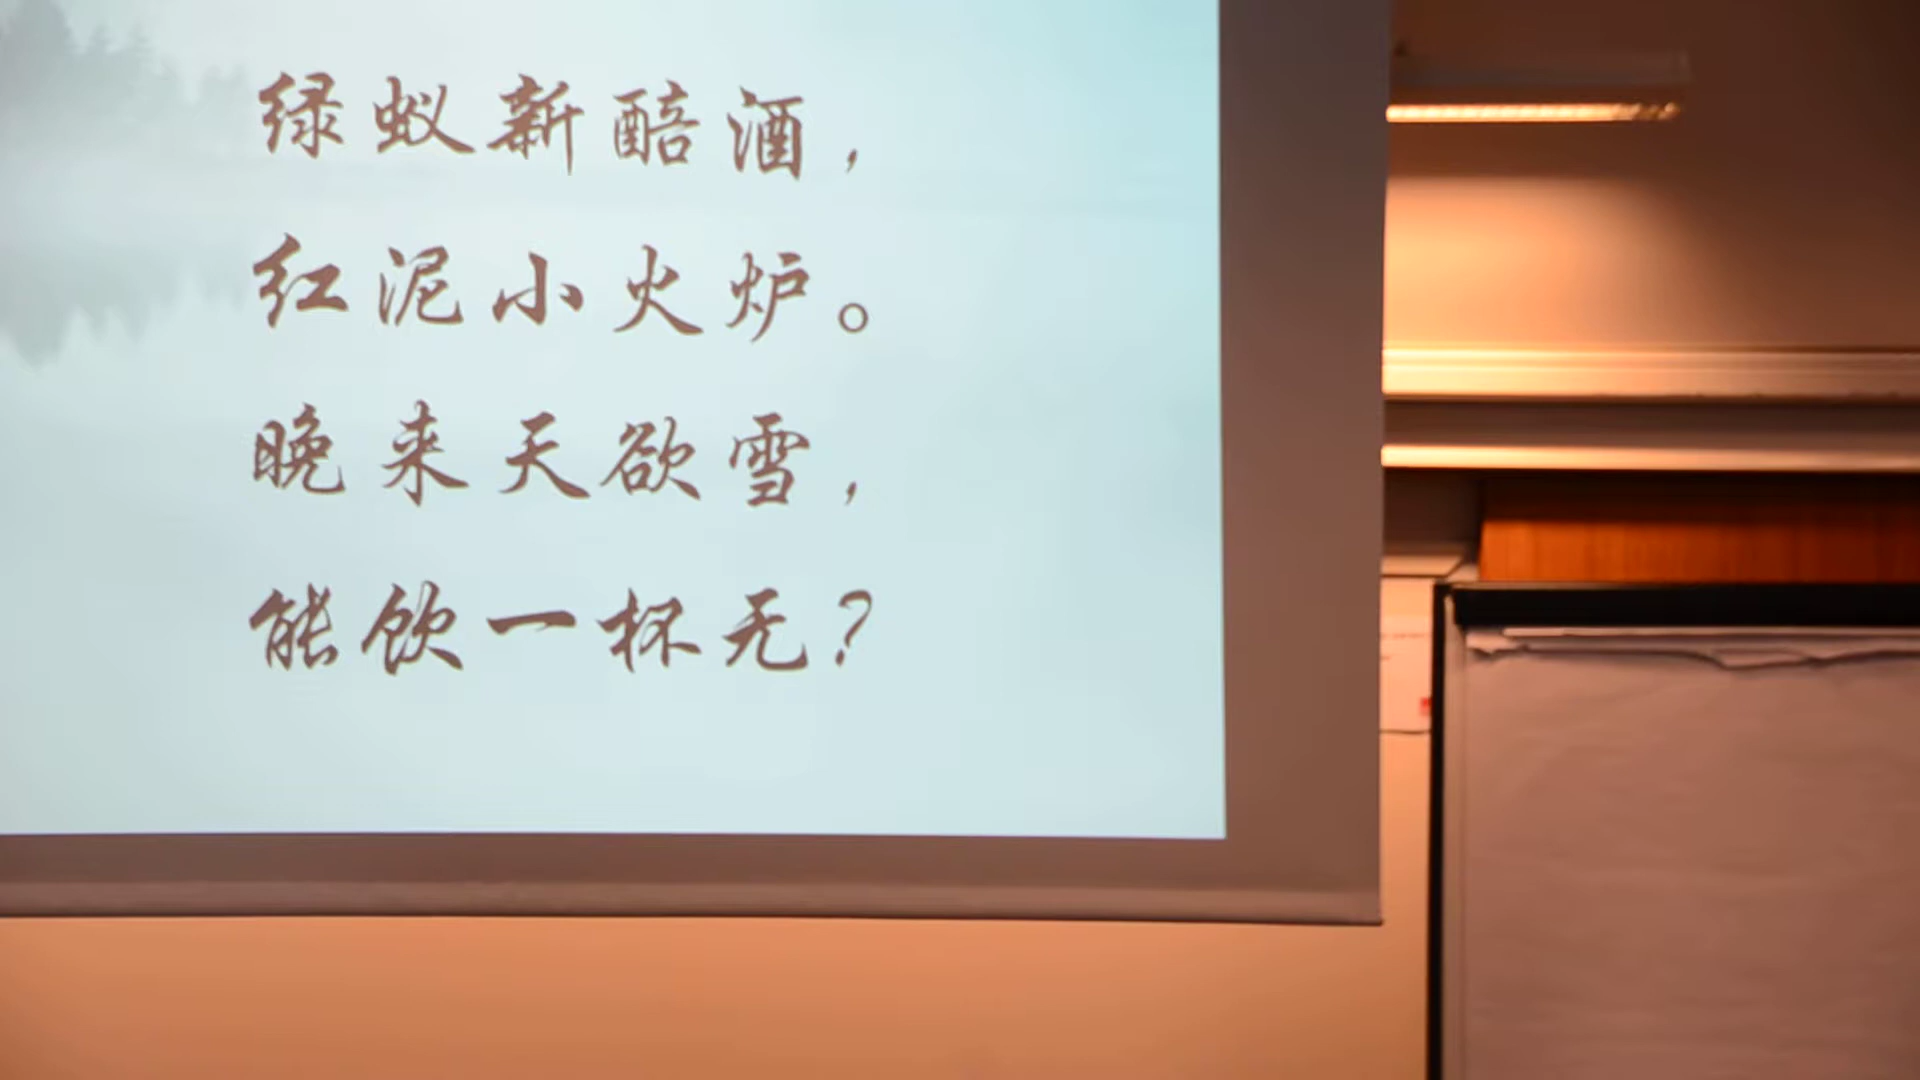 绿蚁新醅酒，
红泥小火炉。
晚来天欲雪，
能饮一杯无？